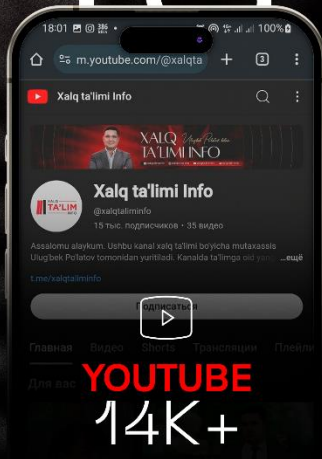 18:01
100%
m.youtube.com/@xalqta
3
Xalq ta'limi Info
XALQ
TA'LIMI INFO
TA'LIM
Xalq ta'limi Info
@xalqtaliminfo
15 тыс. подписчиков • 35 видео
Assalomu alaykum. Ushbu kanal xalq ta'limi bo'yicha mutaxassis
Ulug'bek Po'latov tomonidan yuritiladi. Kanalda ta'limga oid
...ещё
t.me/xalqtaliminfo
Подписаться
Главная Видео Shorts Трансляции Плейли
Для вас
YOUTUBE
14K+